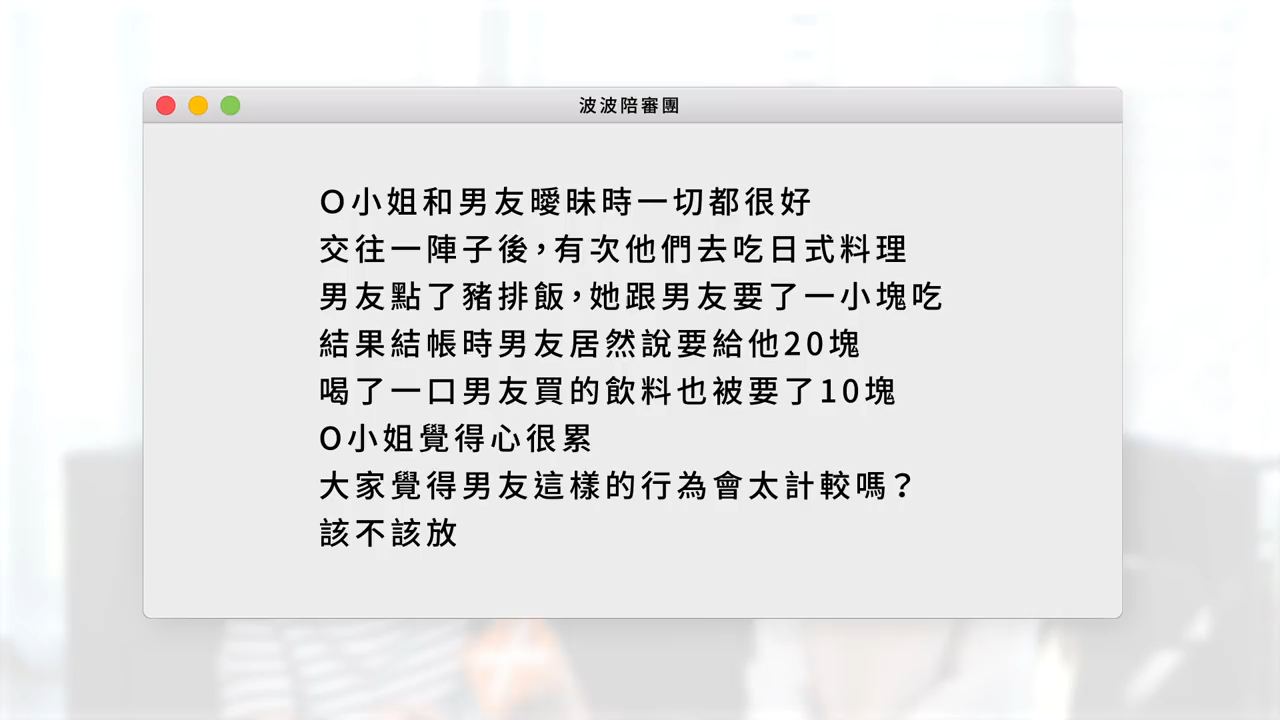 波波陪審團
O小姐和男友曖昧時一切都很好
交往一陣子後，有次他們去吃日式料理
男友點了豬排飯，她跟男友要了一小塊吃
結果結帳時男友居然說要給他20塊
喝了一口男友買的飲料也被要了10塊
O小姐覺得心很累
大家覺得男友這樣的行為會太計較嗎？
該不該放